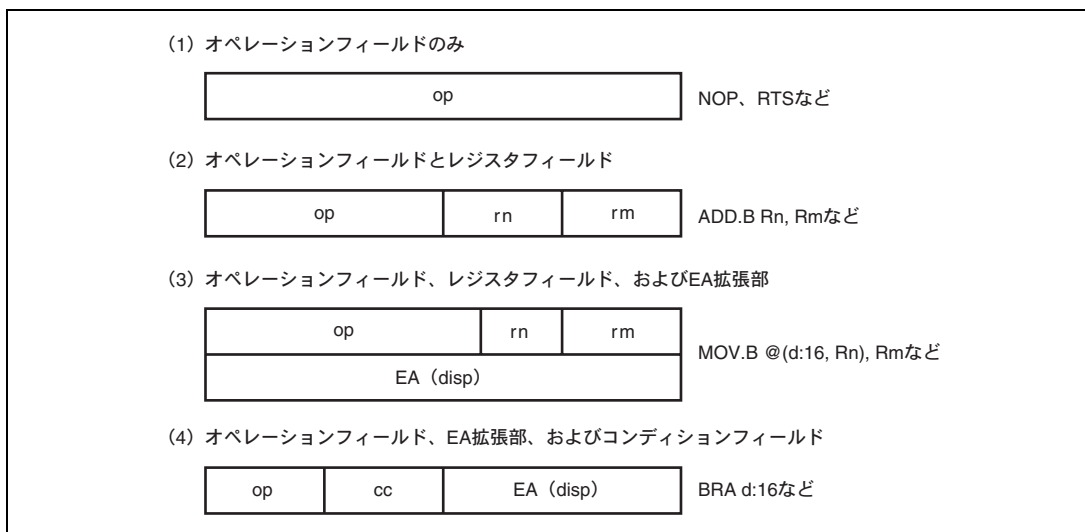 (1) オペレーションフィールドのみ
op
NOP、RTSなど
(2) オペレーションフィールドとレジスタフィールド
op rn rm
ADD.B Rn, Rmなど
(3) オペレーションフィールド、レジスタフィールド、およびEA拡張部
op rn rm
EA（disp）
MOV.B @(d:16, Rn), Rmなど
(4) オペレーションフィールド、EA拡張部、およびコンディションフィールド
op cc EA（disp）
BRA d:16など